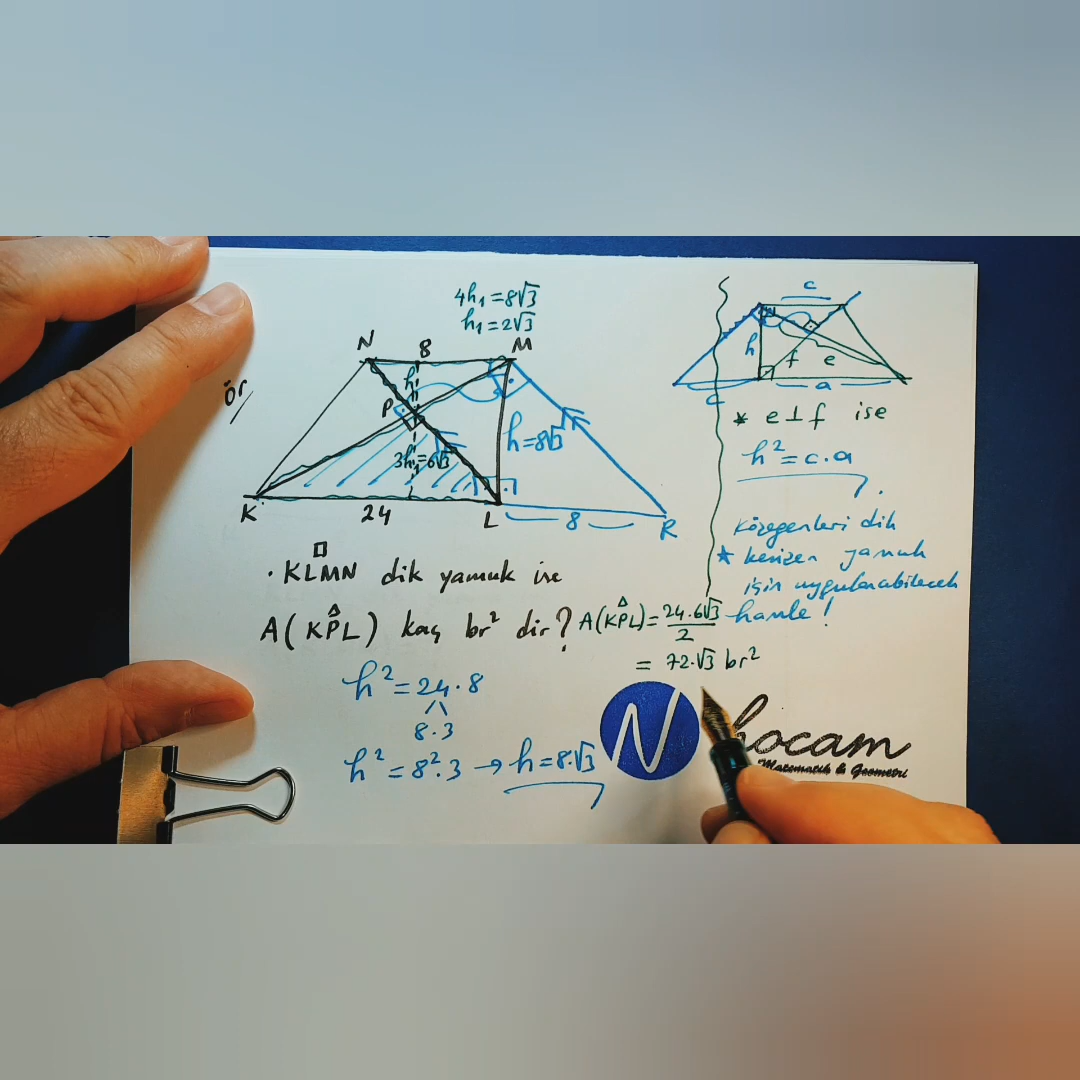 ör/
4h₁=8√3
h₁=2√3
N 8 M
h₁
P
3h₁=6√3
h=8√3
K 24 L 8 R
· KLMN dik yamuk ise
A(KPL) kaç br² dir?
h²=24·8
8·3
h²=8²·3 → h=8·√3
A(KPL)=24·6√3/2
= 72·√3 br²
c
h f e
c a
* e⊥f ise
h²=c·a
Köşegenleri dik
* kesişen yamuk
için uygulanabilecek
hamle!
N hocam
Matematik & Geometri